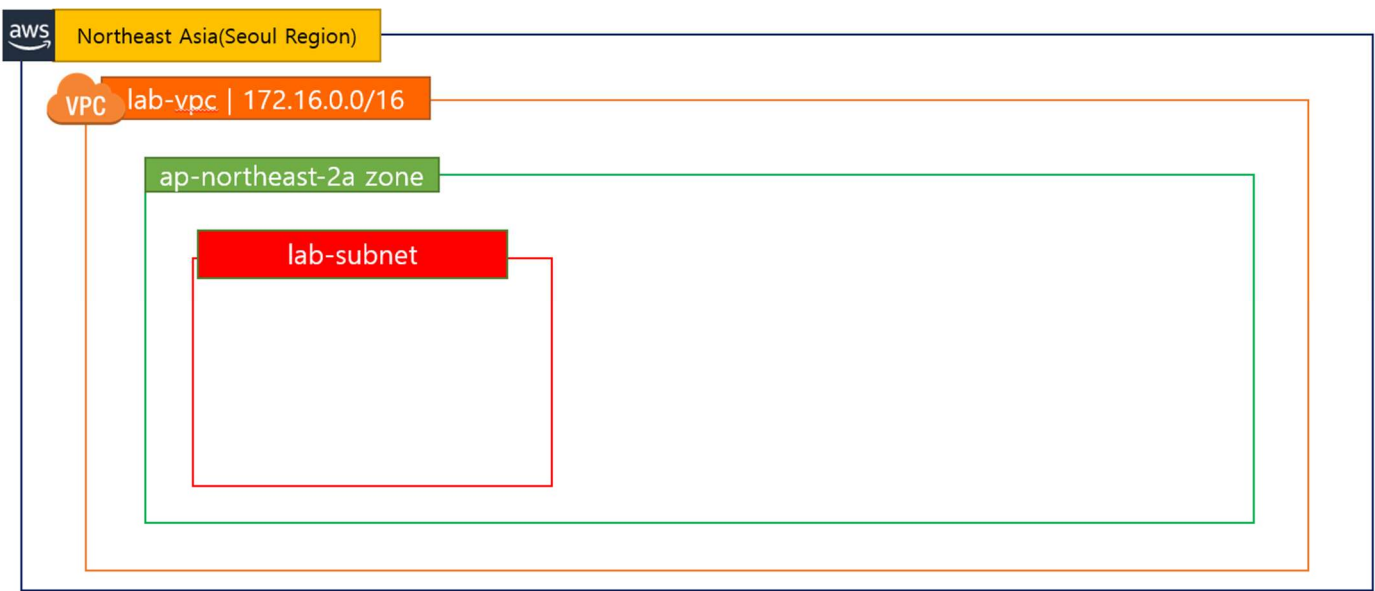 aws
Northeast Asia(Seoul Region)
VPC
lab-vpc | 172.16.0.0/16
ap-northeast-2a zone
lab-subnet